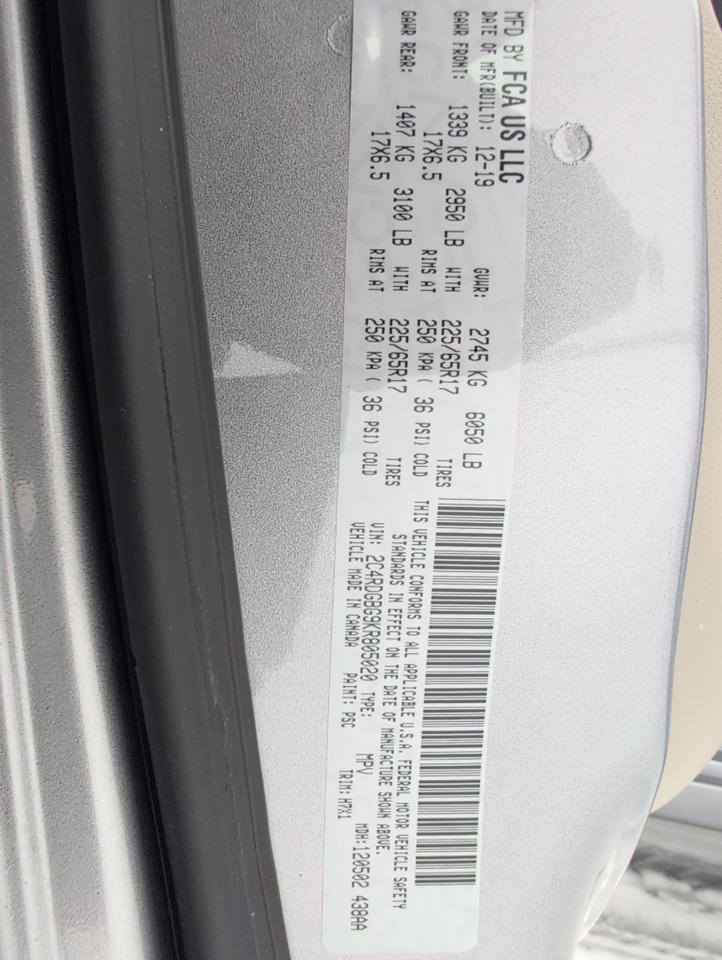 MFD BY FCA US LLC
DATE OF MFR(BUILT): 12-19 GVWR: 2745 KG 6050 LB
GAWR FRONT: 1339 KG 2950 LB WITH 225/65R17 TIRES
17X6.5 RIMS AT 250 KPA ( 36 PSI) COLD
GAWR REAR: 1407 KG 3100 LB WITH 225/65R17 TIRES
17X6.5 RIMS AT 250 KPA ( 36 PSI) COLD
THIS VEHICLE CONFORMS TO ALL APPLICABLE U.S.A. FEDERAL MOTOR VEHICLE SAFETY
STANDARDS IN EFFECT ON THE DATE OF MANUFACTURE SHOWN ABOVE.
VIN: 2C4RDGBG9KR805020 TYPE: MPV MDH:120502 438AA
VEHICLE MADE IN CANADA PAINT: PSC TRIM: H7X1